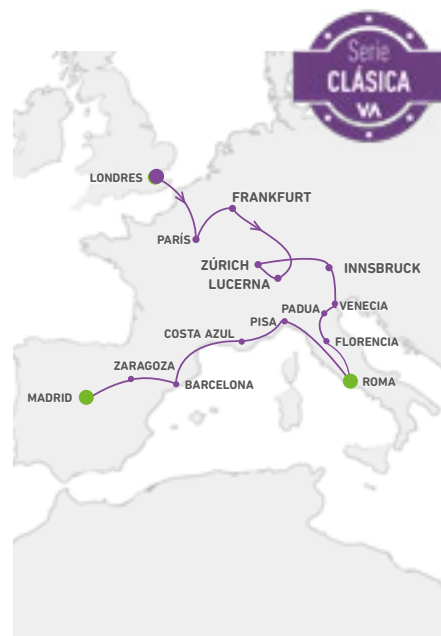 Serie
CLÁSICA
VA
LONDRES
FRANKFURT
PARÍS
ZÚRICH
INNSBRUCK
LUCERNA
VENECIA
PADUA
PISA
COSTA AZUL
FLORENCIA
ZARAGOZA
BARCELONA
ROMA
MADRID